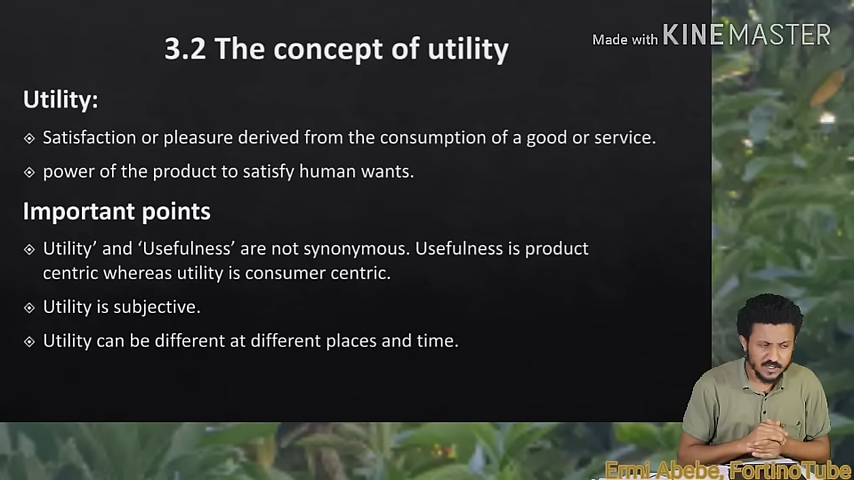 3.2 The concept of utility
Made with KINEMASTER
Utility:
Satisfaction or pleasure derived from the consumption of a good or service.
power of the product to satisfy human wants.
Important points
Utility’ and ‘Usefulness’ are not synonymous. Usefulness is product
centric whereas utility is consumer centric.
Utility is subjective.
Utility can be different at different places and time.
Ermi Abebe, FortinoTube